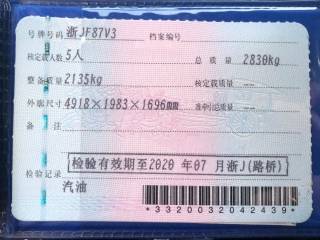 号牌号码 浙JF87V3 档案编号
核定载人数 5人 总质量 2830kg
整备质量 2135kg 核定载质量 --
外廓尺寸 4918×1983×1696mm 准牵引总质量 --
备注
检验记录 检验有效期至2020 年07 月浙J(路桥)
汽油
*3320032042439*